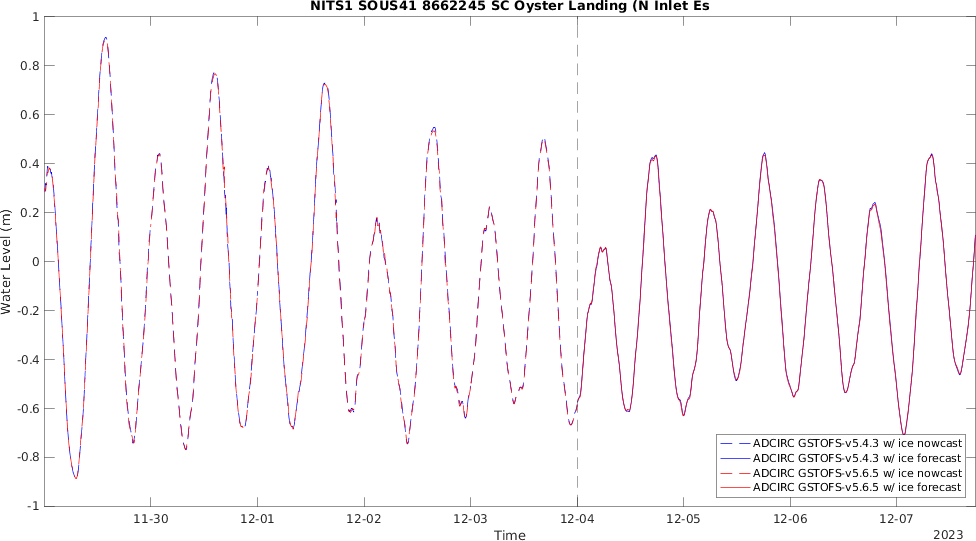 NITS1 SOUS41 8662245 SC Oyster Landing (N Inlet Es
1
0.8
0.6
0.4
0.2
0
-0.2
-0.4
-0.6
-0.8
-1
Water Level (m)
11-30 12-01 12-02 12-03 12-04 12-05 12-06 12-07
Time
2023
ADCIRC GSTOFS-v5.4.3 w/ ice nowcast
ADCIRC GSTOFS-v5.4.3 w/ ice forecast
ADCIRC GSTOFS-v5.6.5 w/ ice nowcast
ADCIRC GSTOFS-v5.6.5 w/ ice forecast